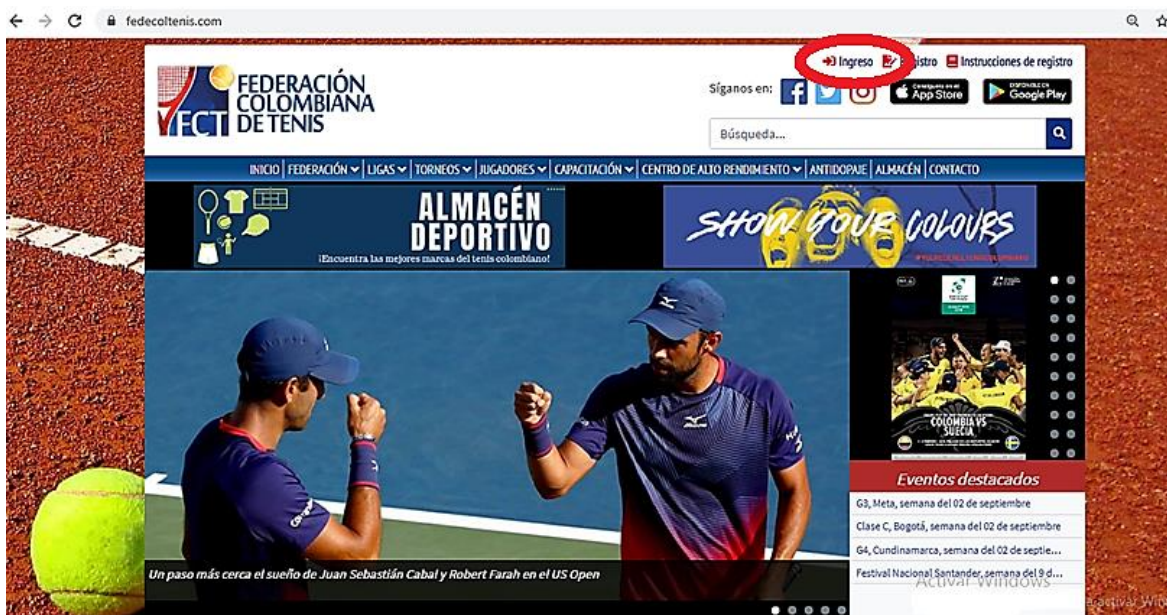 fedecoltenis.com
Ingreso Registro Instrucciones de registro
FEDERACIÓN
COLOMBIANA
DE TENIS
FCT
Síganos en:
App Store
Google Play
Búsqueda...
INICIO FEDERACIÓN LIGAS TORNEOS JUGADORES CAPACITACIÓN CENTRO DE ALTO RENDIMIENTO ANTIDOPAJE ALMACÉN CONTACTO
ALMACÉN
DEPORTIVO
¡Encuentra las mejores marcas del tenis colombiano!
SHOW YOUR COLOURS
COLOMBIA VS
SUECIA
Eventos destacados
G3, Meta, semana del 02 de septiembre
Clase C, Bogotá, semana del 02 de septiembre
G4, Cundinamarca, semana del 02 de septie...
Festival Nacional Santander, semana del 9 d...
Un paso más cerca el sueño de Juan Sebastián Cabal y Robert Farah en el US Open
Activar Windows